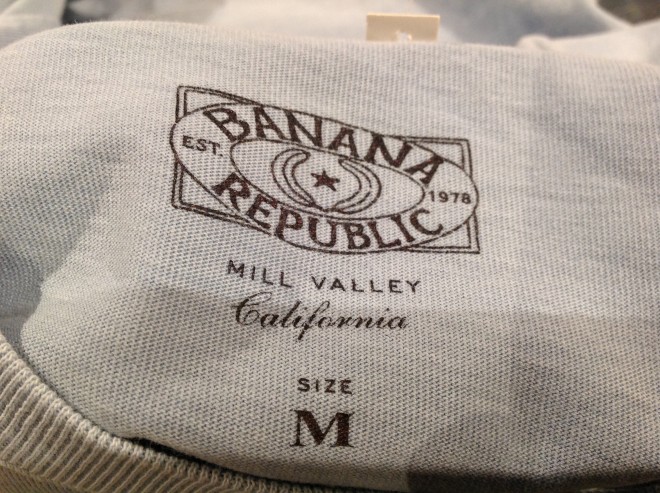 BANANA
EST. 1978
REPUBLIC
MILL VALLEY
California
SIZE
M